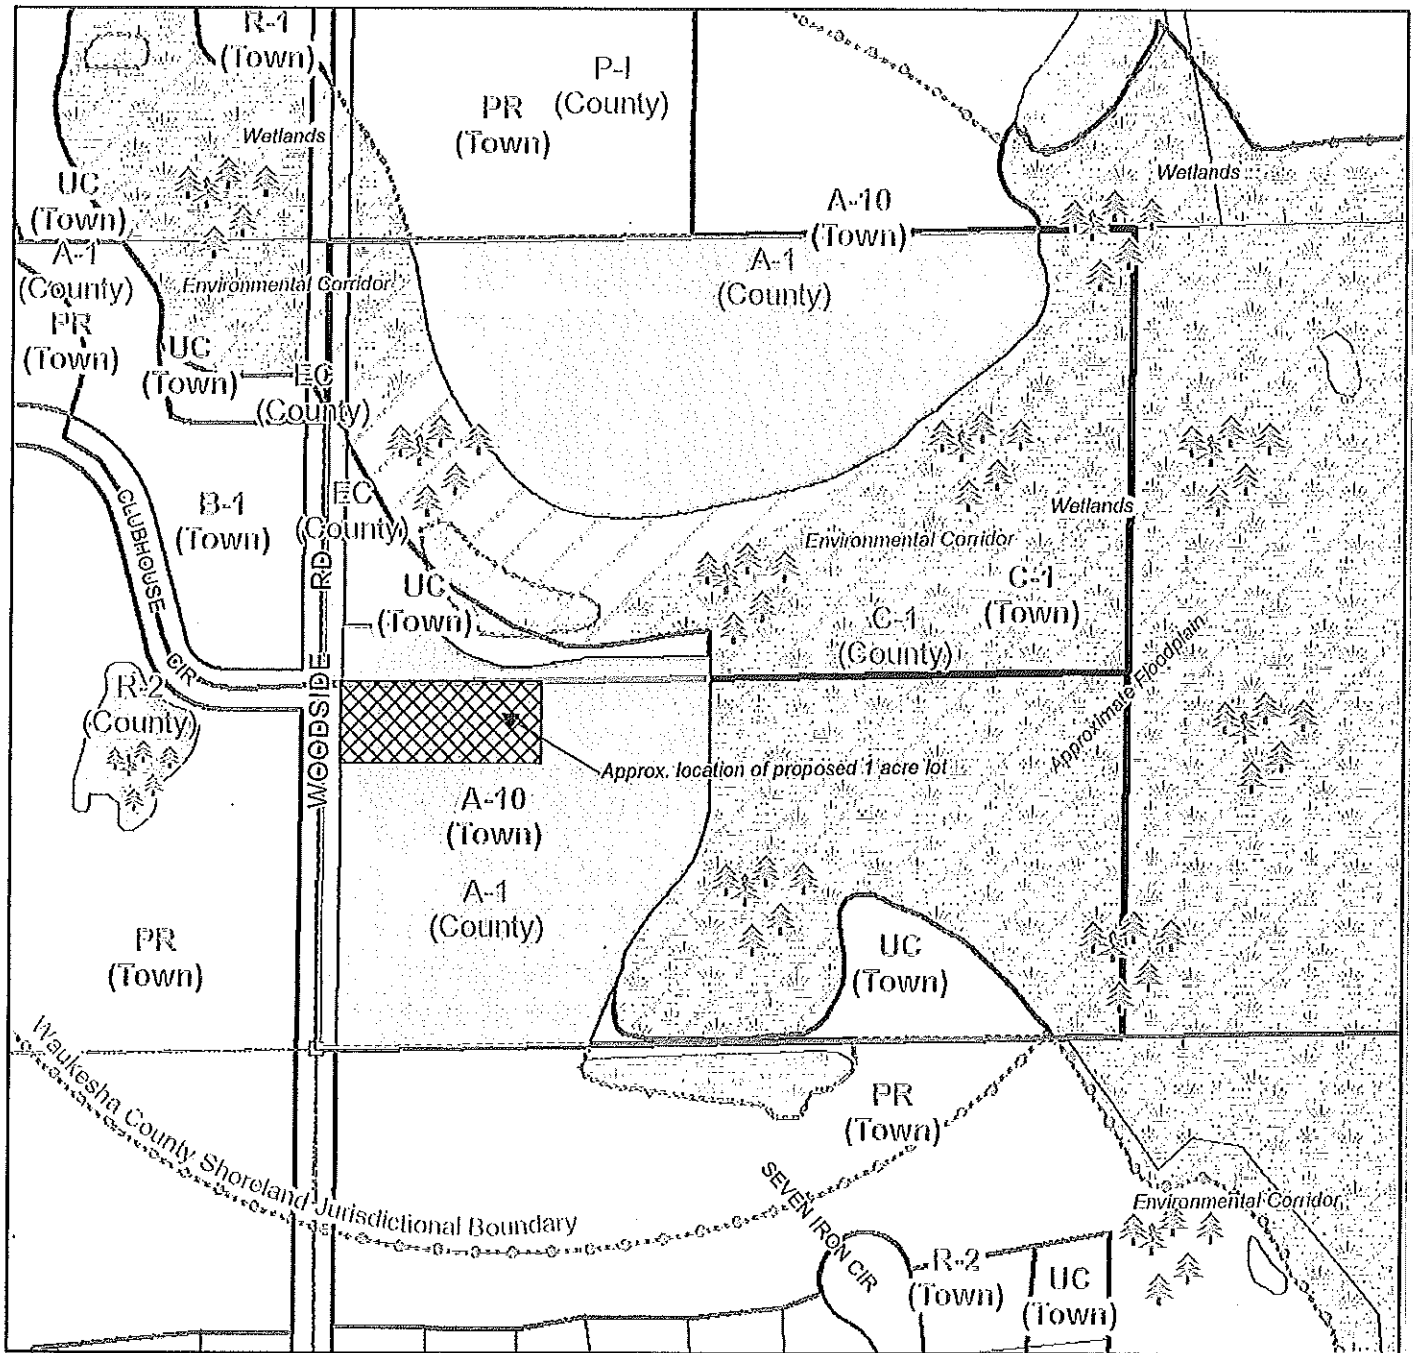 R-1
(Town)
P-I
(County)
PR
(Town)
Wetlands
Wetlands
UC
(Town)
A-10
(Town)
A-1
(County)
A-1
(County)
Environmental Corridor
PR
(Town)
UC
(Town)
EC
(County)
B-1
(Town)
EC
(County)
CLUBHOUSE
CIR
WOODSIDE RD
Wetlands
Environmental Corridor
UC
(Town)
C-1
(Town)
C-1
(County)
R-2
(County)
Approximate Floodplain
Approx. location of proposed 1 acre lot
A-10
(Town)
A-1
(County)
PR
(Town)
UC
(Town)
Waukesha County Shoreland Jurisdictional Boundary
PR
(Town)
SEVEN IRON CIR
Environmental Corridor
R-2
(Town)
UC
(Town)